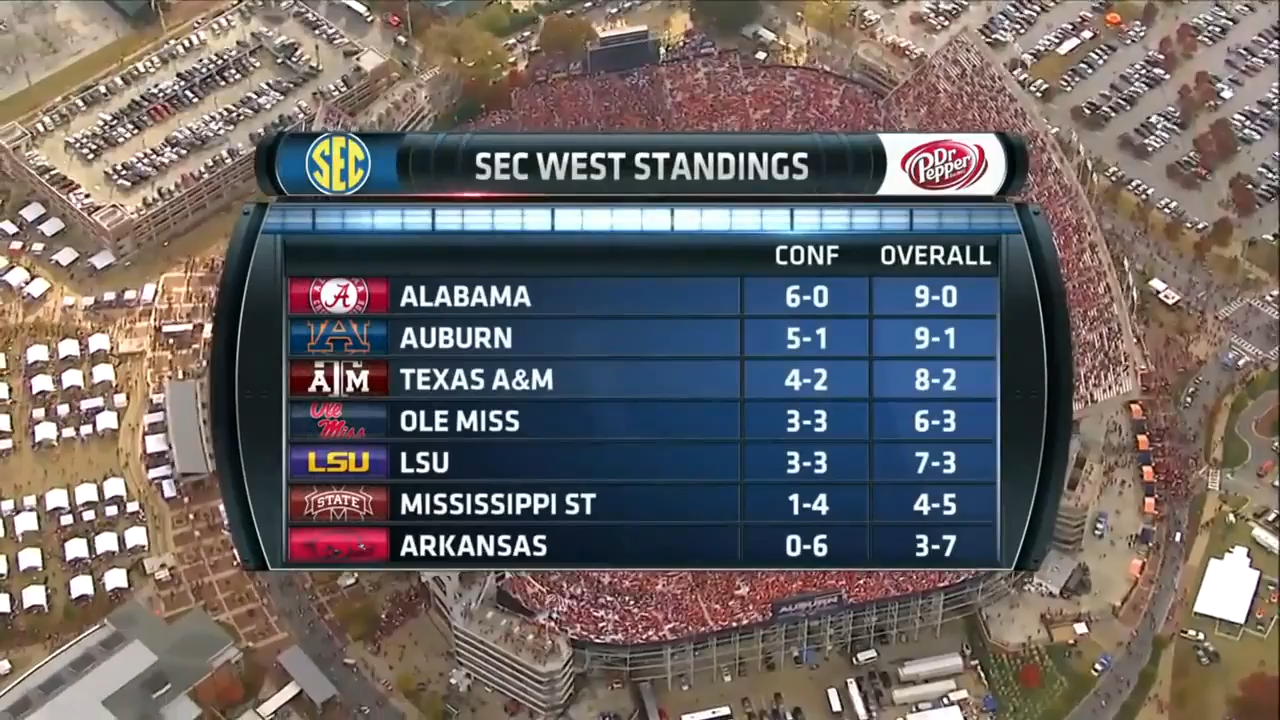 SEC
SEC WEST STANDINGS
Dr Pepper
CONF OVERALL
A ALABAMA 6-0 9-0
AU AUBURN 5-1 9-1
ATM TEXAS A&M 4-2 8-2
Ole Miss OLE MISS 3-3 6-3
LSU LSU 3-3 7-3
STATE MISSISSIPPI ST 1-4 4-5
ARKANSAS 0-6 3-7
AUBURN